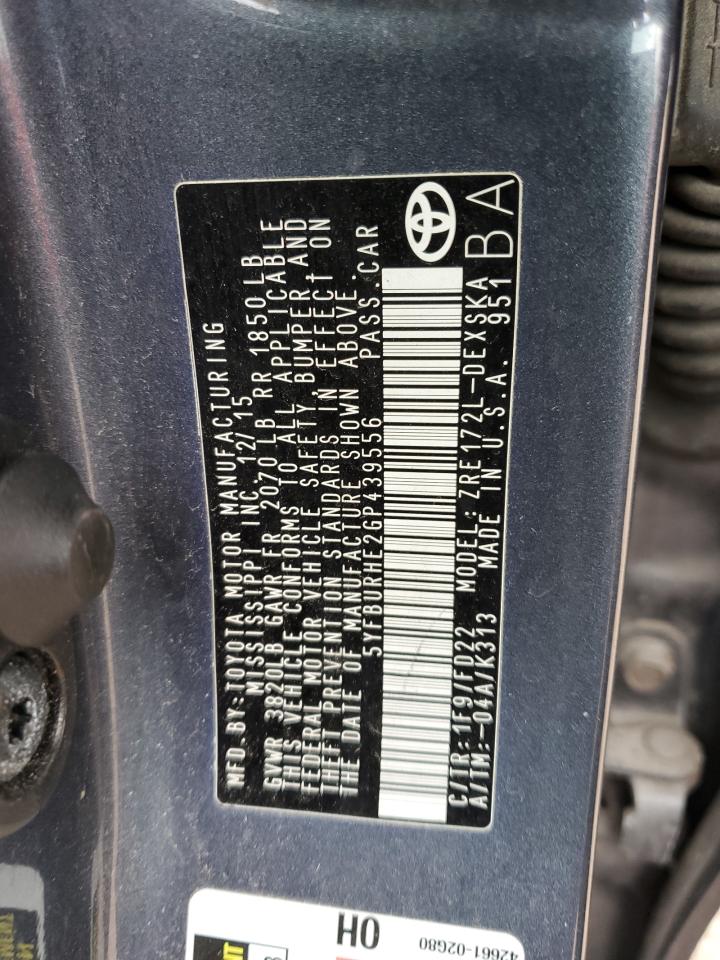 MFD.BY:TOYOTA MOTOR MANUFACTURING
MISSISSIPPI INC. 12/15
GVWR 3820LB GAWR FR 2070 LB RR 1850 LB
THIS VEHICLE CONFORMS TO ALL APPLICABLE
FEDERAL MOTOR VEHICLE SAFETY, BUMPER AND
THEFT PREVENTION STANDARDS IN EFFECT ON
THE DATE OF MANUFACTURE SHOWN ABOVE.
5YFBURHE2GP439556 PASS.CAR
C/TR:1F9/FD22 MODEL:ZRE172L-DEXSKA
A/TM:-04A/K313 MADE IN U.S.A. 951
BA
OH
42661-02G80